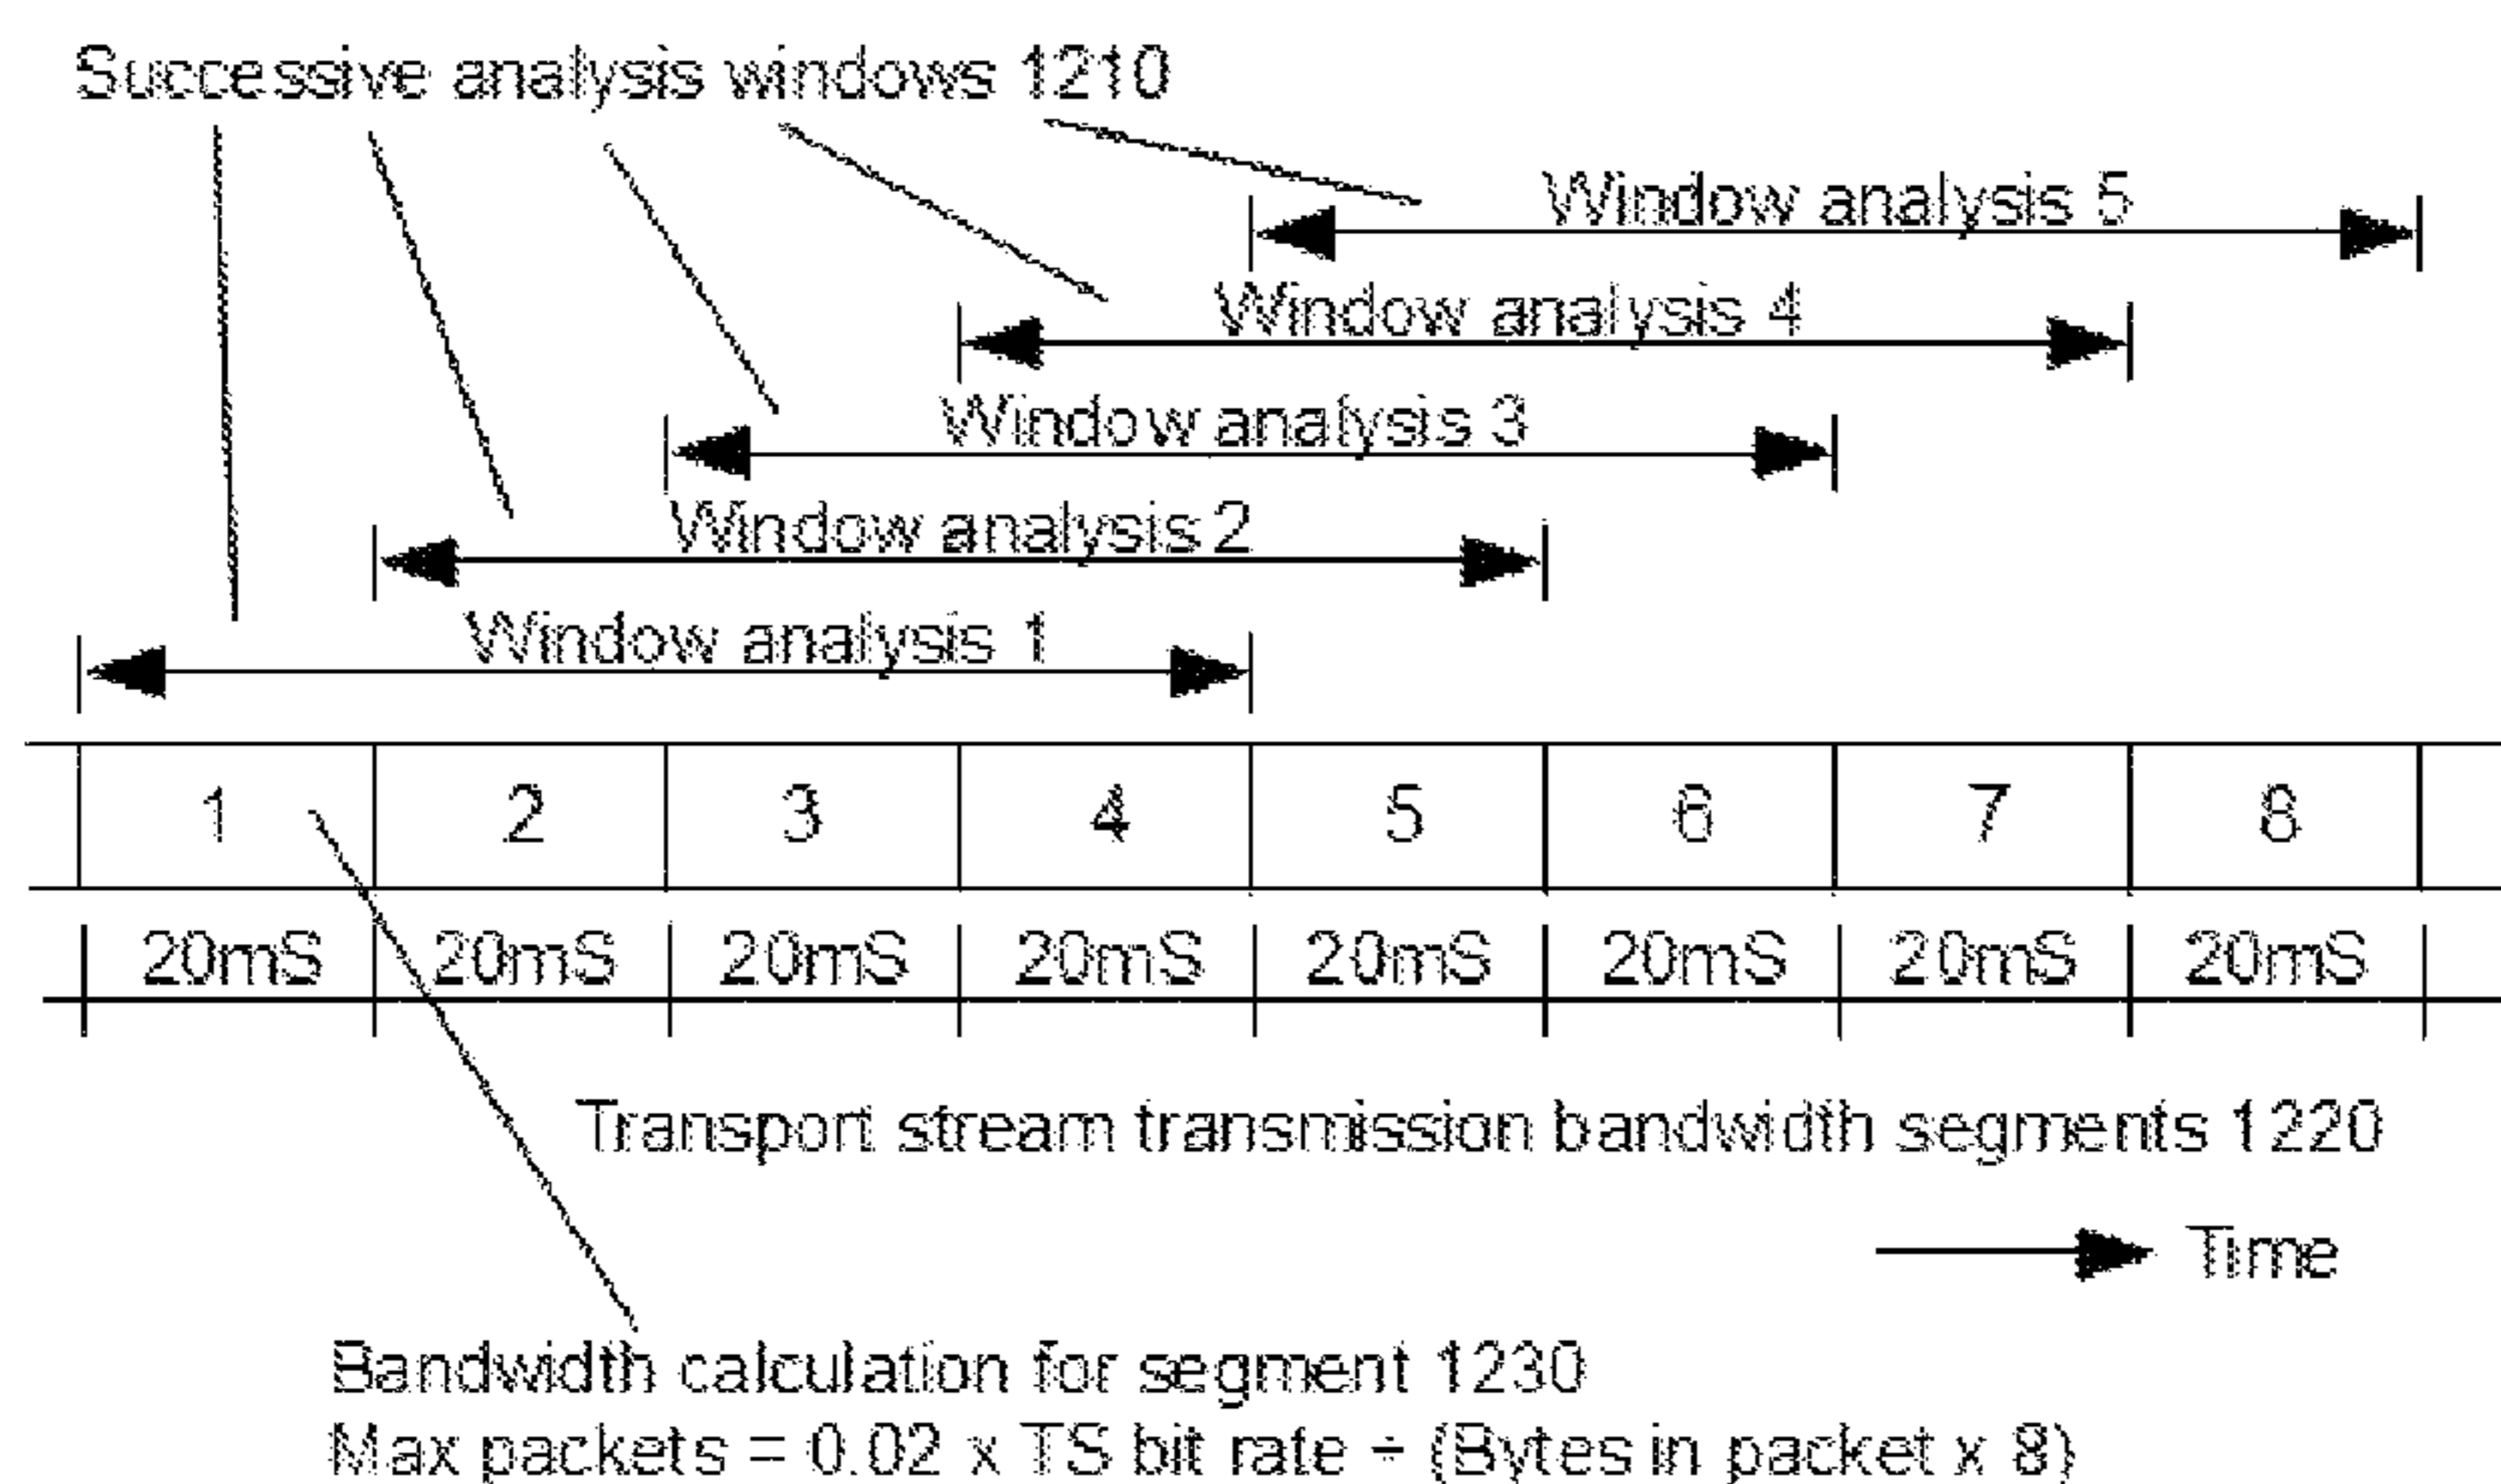 Successive analysis windows 1210
Window analysis 5
Window analysis 4
Window analysis 3
Window analysis 2
Window analysis 1
1 2 3 4 5 6 7 8
20mS 20mS 20mS 20mS 20mS 20mS 20mS 20mS
Transport stream transmission bandwidth segments 1220
Time
Bandwidth calculation for segment 1230
Max packets = 0.02 x TS bit rate ÷ (Bytes in packet x 8)